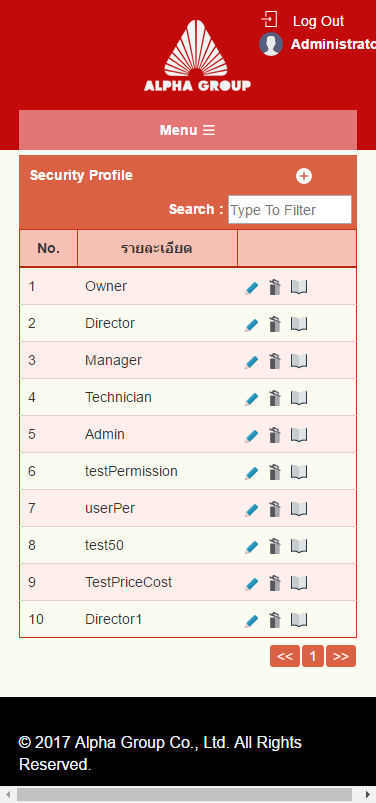 Log Out
ALPHA GROUP
Menu
Security Profile
Search : Type To Filter
No. รายละเอียด
1 Owner
2 Director
3 Manager
4 Technician
5 Admin
6 testPermission
7 userPer
8 test50
9 TestPriceCost
10 Director1
<< 1 >>
© 2017 Alpha Group Co., Ltd. All Rights
Reserved.